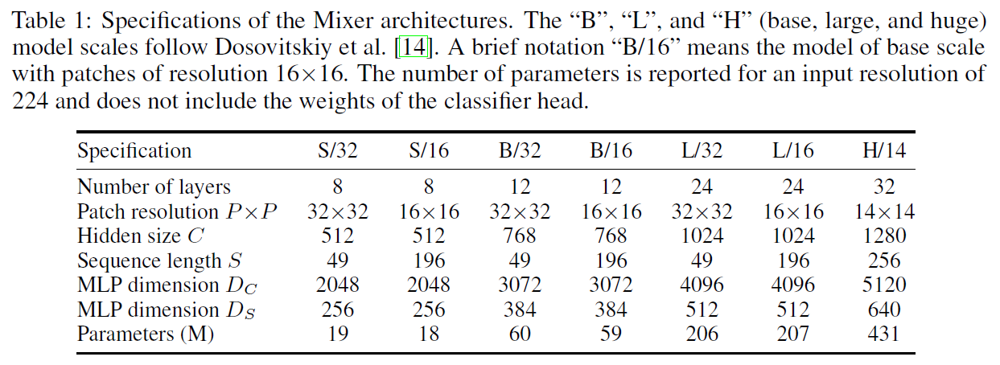 Table 1: Specifications of the Mixer architectures. The “B”, “L”, and “H” (base, large, and huge)
model scales follow Dosovitskiy et al. [14]. A brief notation “B/16” means the model of base scale
with patches of resolution 16×16. The number of parameters is reported for an input resolution of
224 and does not include the weights of the classifier head.
Specification S/32 S/16 B/32 B/16 L/32 L/16 H/14
Number of layers 8 8 12 12 24 24 32
Patch resolution P×P 32×32 16×16 32×32 16×16 32×32 16×16 14×14
Hidden size C 512 512 768 768 1024 1024 1280
Sequence length S 49 196 49 196 49 196 256
MLP dimension D_C 2048 2048 3072 3072 4096 4096 5120
MLP dimension D_S 256 256 384 384 512 512 640
Parameters (M) 19 18 60 59 206 207 431